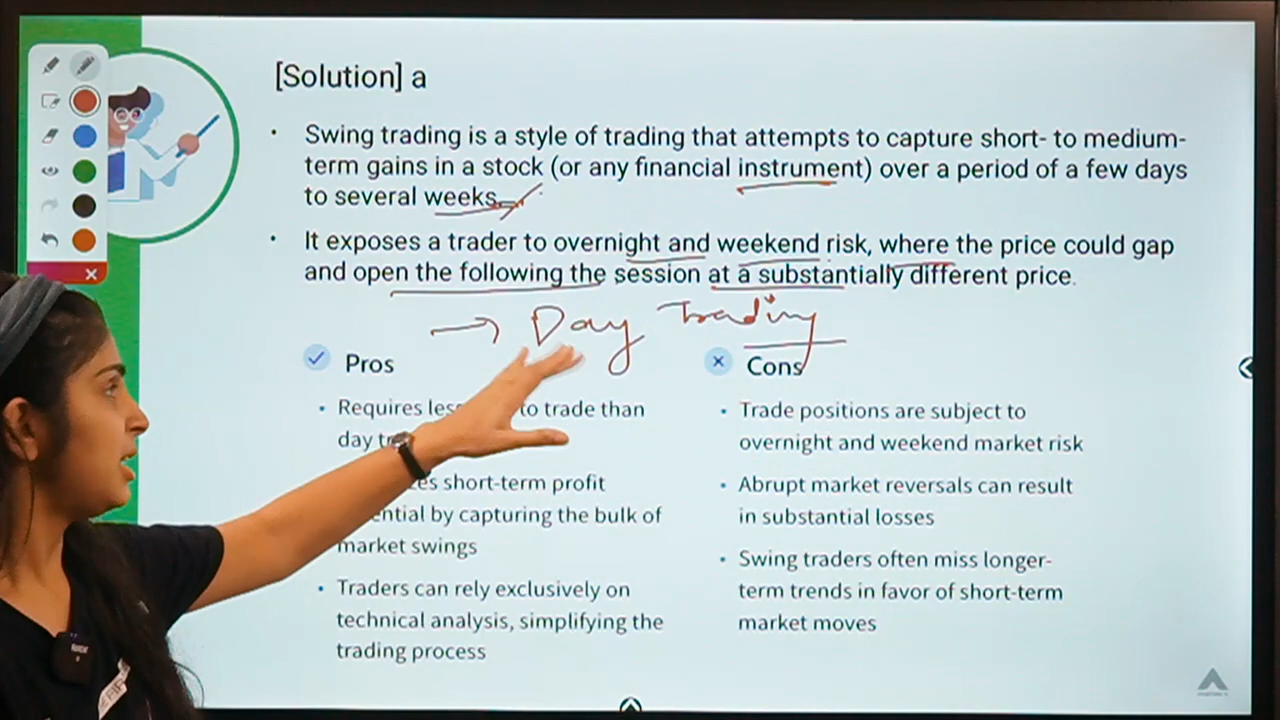 [Solution] a
• Swing trading is a style of trading that attempts to capture short- to medium-
term gains in a stock (or any financial instrument) over a period of a few days
to several weeks.
• It exposes a trader to overnight and weekend risk, where the price could gap
and open the following the session at a substantially different price.
→ Day Trading
Pros
• Requires to trade than
day
short-term profit
by capturing the bulk of
market swings
• Traders can rely exclusively on
technical analysis, simplifying the
trading process
Cons
• Trade positions are subject to
overnight and weekend market risk
• Abrupt market reversals can result
in substantial losses
• Swing traders often miss longer-
term trends in favor of short-term
market moves